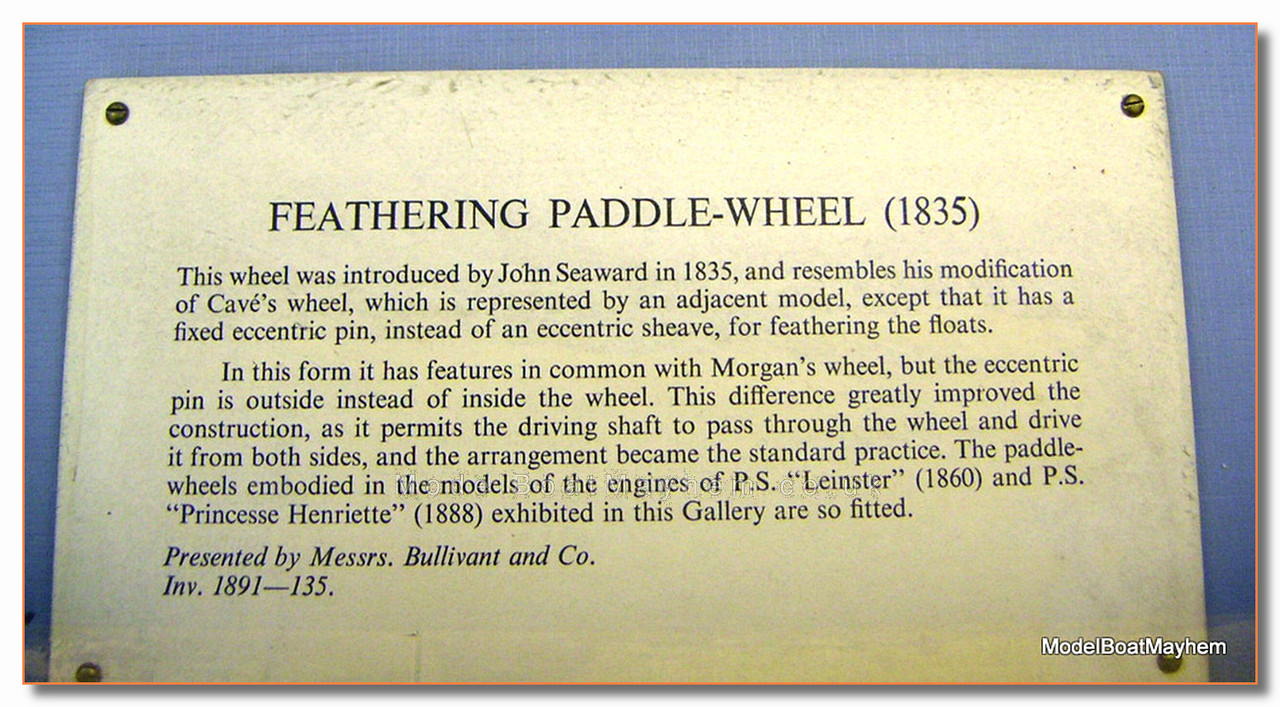 FEATHERING PADDLE-WHEEL (1835)
This wheel was introduced by John Seaward in 1835, and resembles his modification
of Cavé's wheel, which is represented by an adjacent model, except that it has a
fixed eccentric pin, instead of an eccentric sheave, for feathering the floats.
In this form it has features in common with Morgan's wheel, but the eccentric
pin is outside instead of inside the wheel. This difference greatly improved the
construction, as it permits the driving shaft to pass through the wheel and drive
it from both sides, and the arrangement became the standard practice. The paddle-
wheels embodied in the models of the engines of P.S. “Leinster” (1860) and P.S.
“Princesse Henriette” (1888) exhibited in this Gallery are so fitted.
Presented by Messrs. Bullivant and Co.
Inv. 1891—135.
ModelBoatMayhem